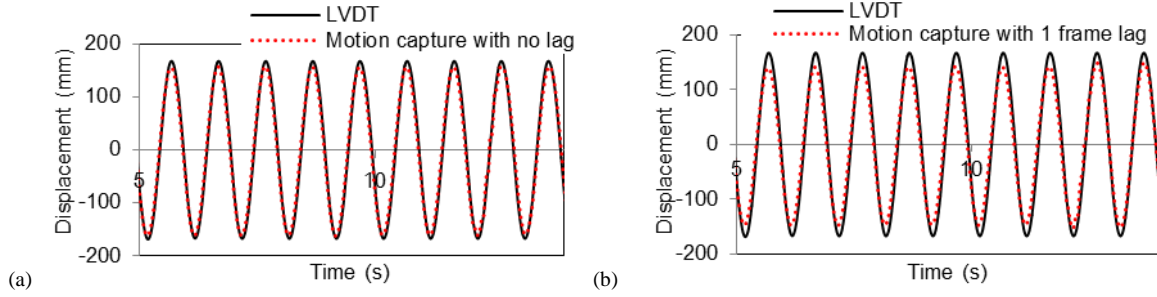 LVDT
Motion capture with no lag
200
100
0
-100
-200
5
10
Displacement (mm)
Time (s)
(a)
LVDT
Motion capture with 1 frame lag
200
100
0
-100
-200
5
10
Displacement (mm)
Time (s)
(b)